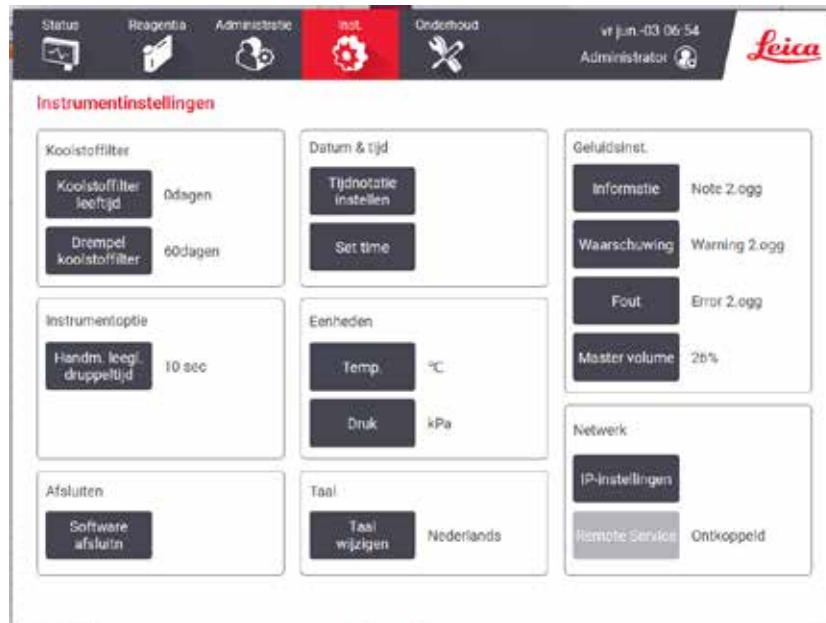 Status
Reagentia
Administratie
Inst.
Onderhoud
vr jun.-03 06:54
Administrator
Leica
Instrumentinstellingen
Koolstoffilter
Koolstoffilter
leeftijd
0dagen
Drempel
koolstoffilter
60dagen
Datum & tijd
Tijdnotatie
instellen
Set time
Geluidsinst.
Informatie
Note 2.ogg
Waarschuwing
Warning 2.ogg
Fout
Error 2.ogg
Master volume
26%
Instrumentoptie
Handm. leegl.
druppeltijd
10 sec
Eenheden
Temp.
°C
Druk
kPa
Netwerk
IP-instellingen
Remote Service
Ontkoppeld
Afsluiten
Software
afsluitn
Taal
Taal
wijzigen
Nederlands